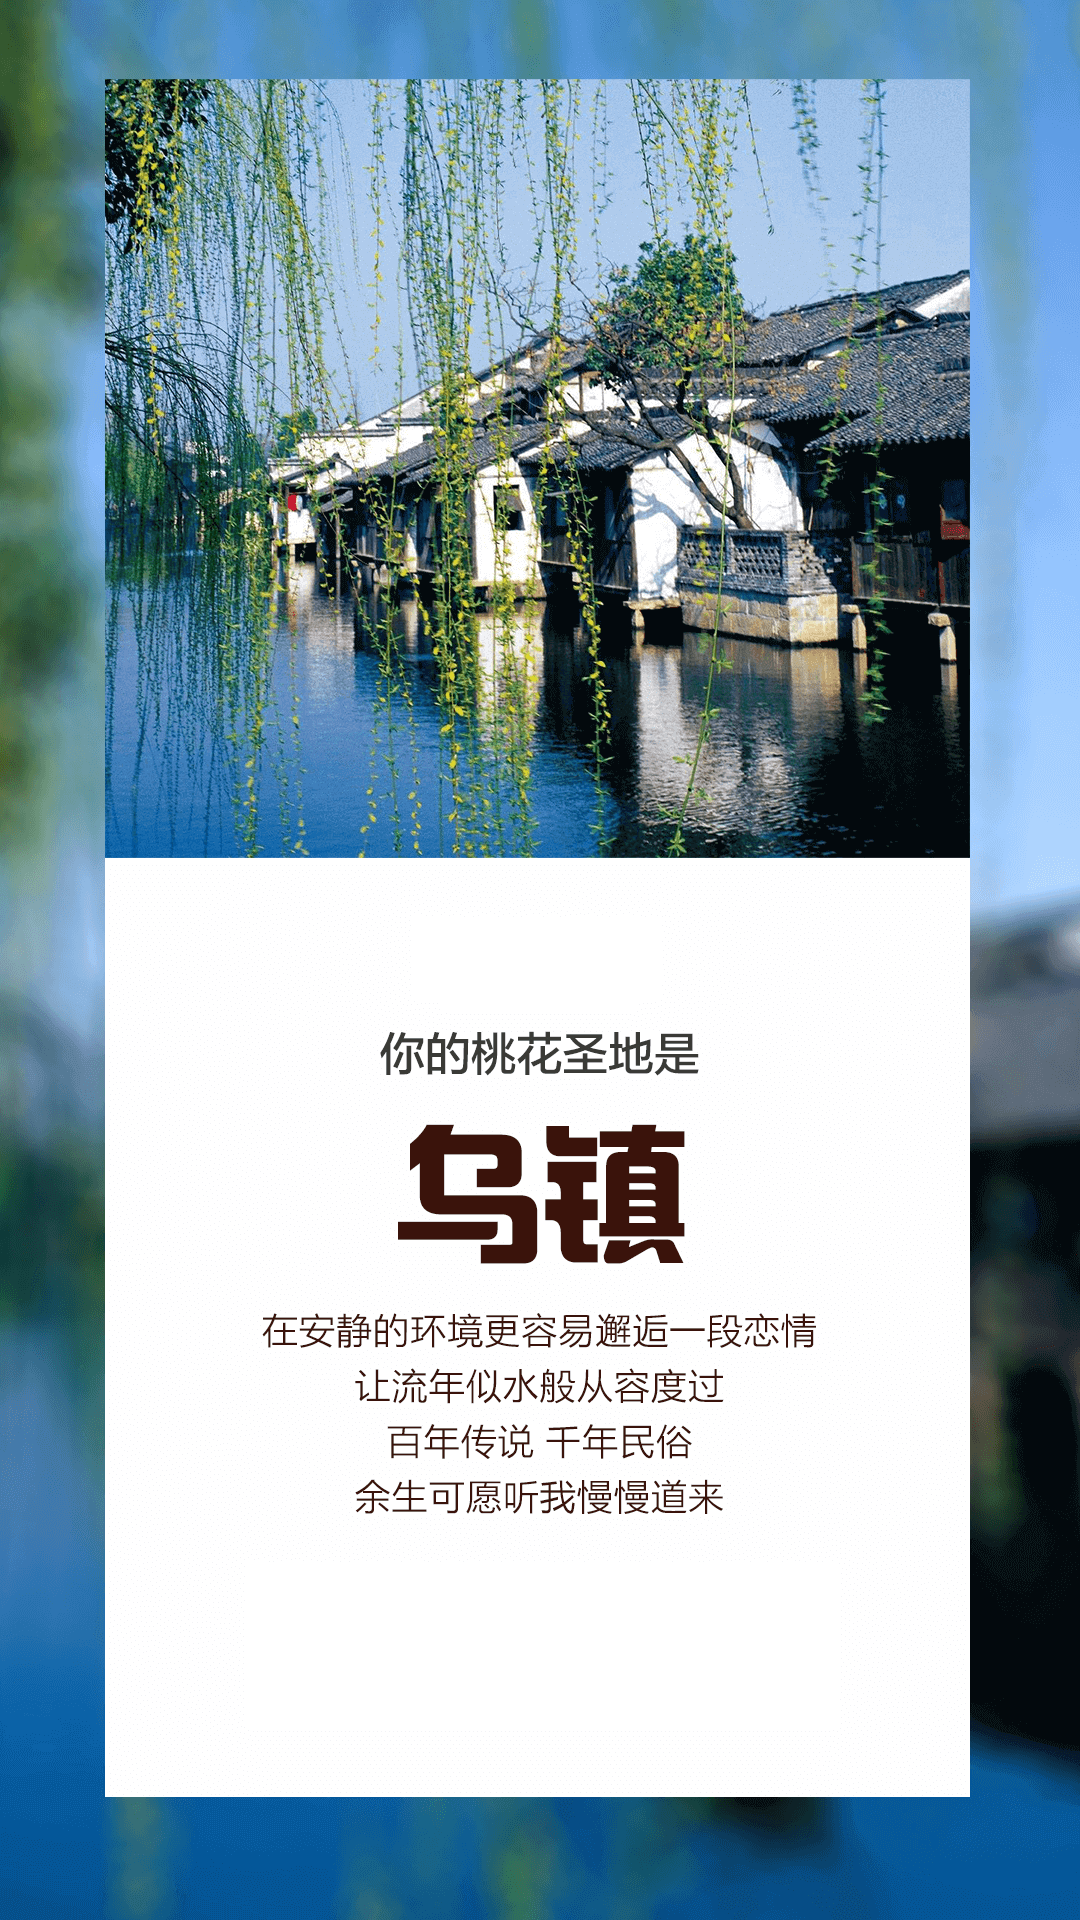 你的桃花圣地是
乌镇
在安静的环境更容易邂逅一段恋情
让流年似水般从容度过
百年传说 千年民俗
余生可愿听我慢慢道来